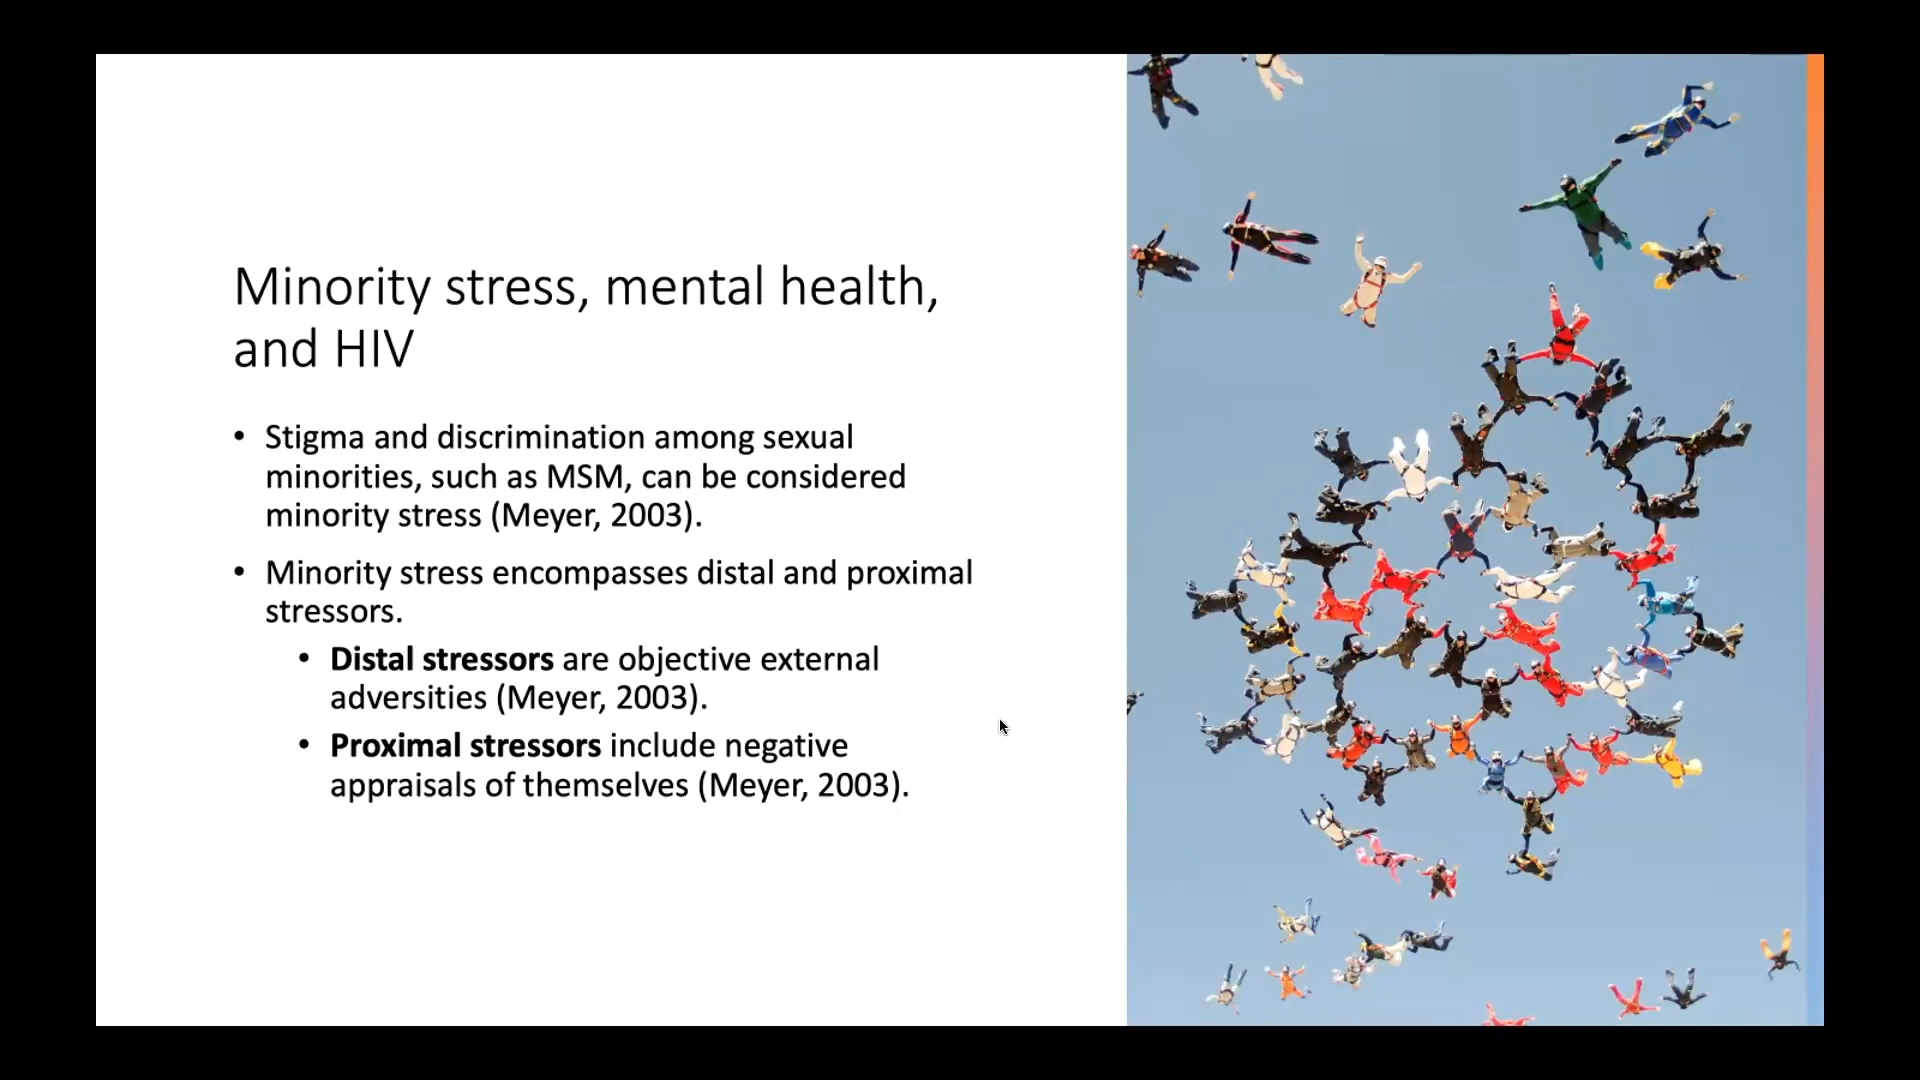 Minority stress, mental health,
and HIV
• Stigma and discrimination among sexual
minorities, such as MSM, can be considered
minority stress (Meyer, 2003).
• Minority stress encompasses distal and proximal
stressors.
• Distal stressors are objective external
adversities (Meyer, 2003).
• Proximal stressors include negative
appraisals of themselves (Meyer, 2003).